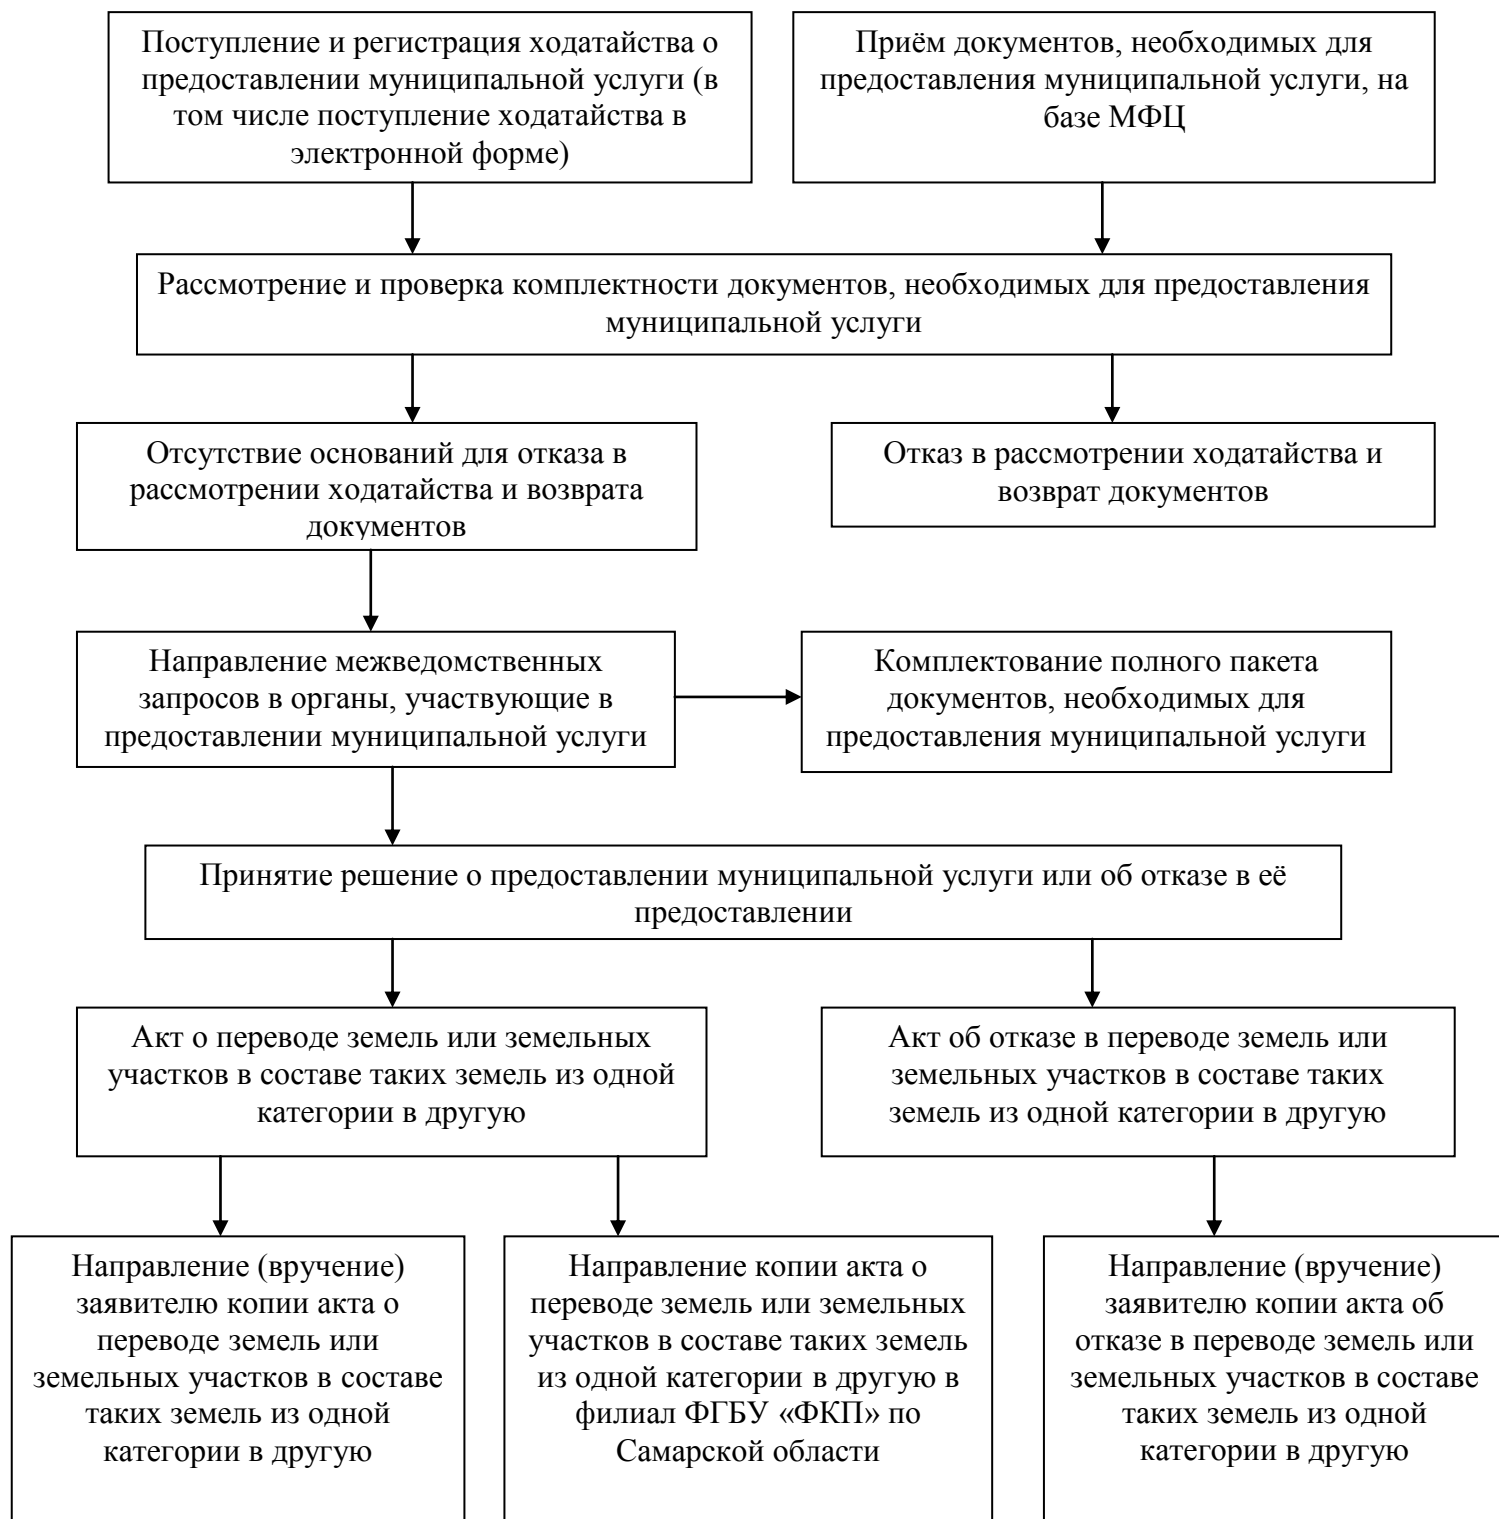 Поступление и регистрация ходатайства о
предоставлении муниципальной услуги (в
том числе поступление ходатайства в
электронной форме)
Приём документов, необходимых для
предоставления муниципальной услуги, на
базе МФЦ
Рассмотрение и проверка комплектности документов, необходимых для предоставления
муниципальной услуги
Отсутствие оснований для отказа в
рассмотрении ходатайства и возврата
документов
Отказ в рассмотрении ходатайства и
возврат документов
Направление межведомственных
запросов в органы, участвующие в
предоставлении муниципальной услуги
Комплектование полного пакета
документов, необходимых для
предоставления муниципальной услуги
Принятие решение о предоставлении муниципальной услуги или об отказе в её
предоставлении
Акт о переводе земель или земельных
участков в составе таких земель из одной
категории в другую
Акт об отказе в переводе земель или
земельных участков в составе таких
земель из одной категории в другую
Направление (вручение)
заявителю копии акта о
переводе земель или
земельных участков в составе
таких земель из одной
категории в другую
Направление копии акта о
переводе земель или земельных
участков в составе таких земель
из одной категории в другую в
филиал ФГБУ «ФКП» по
Самарской области
Направление (вручение)
заявителю копии акта об
отказе в переводе земель или
земельных участков в составе
таких земель из одной
категории в другую